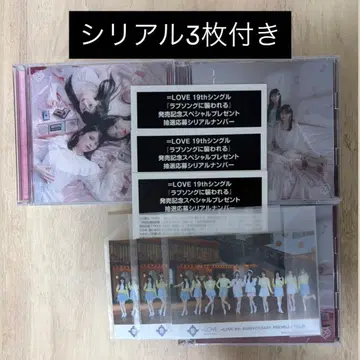 シリアル3枚付き
=LOVE 19thシングル
「ラブソングに襲われる」
発売記念スペシャルプレゼント
抽選応募シリアルナンバー
=LOVE 19thシングル
「ラブソングに襲われる」
発売記念スペシャルプレゼント
抽選応募シリアルナンバー
=LOVE 19thシングル
「ラブソングに襲われる」
発売記念スペシャルプレゼント
抽選応募シリアルナンバー